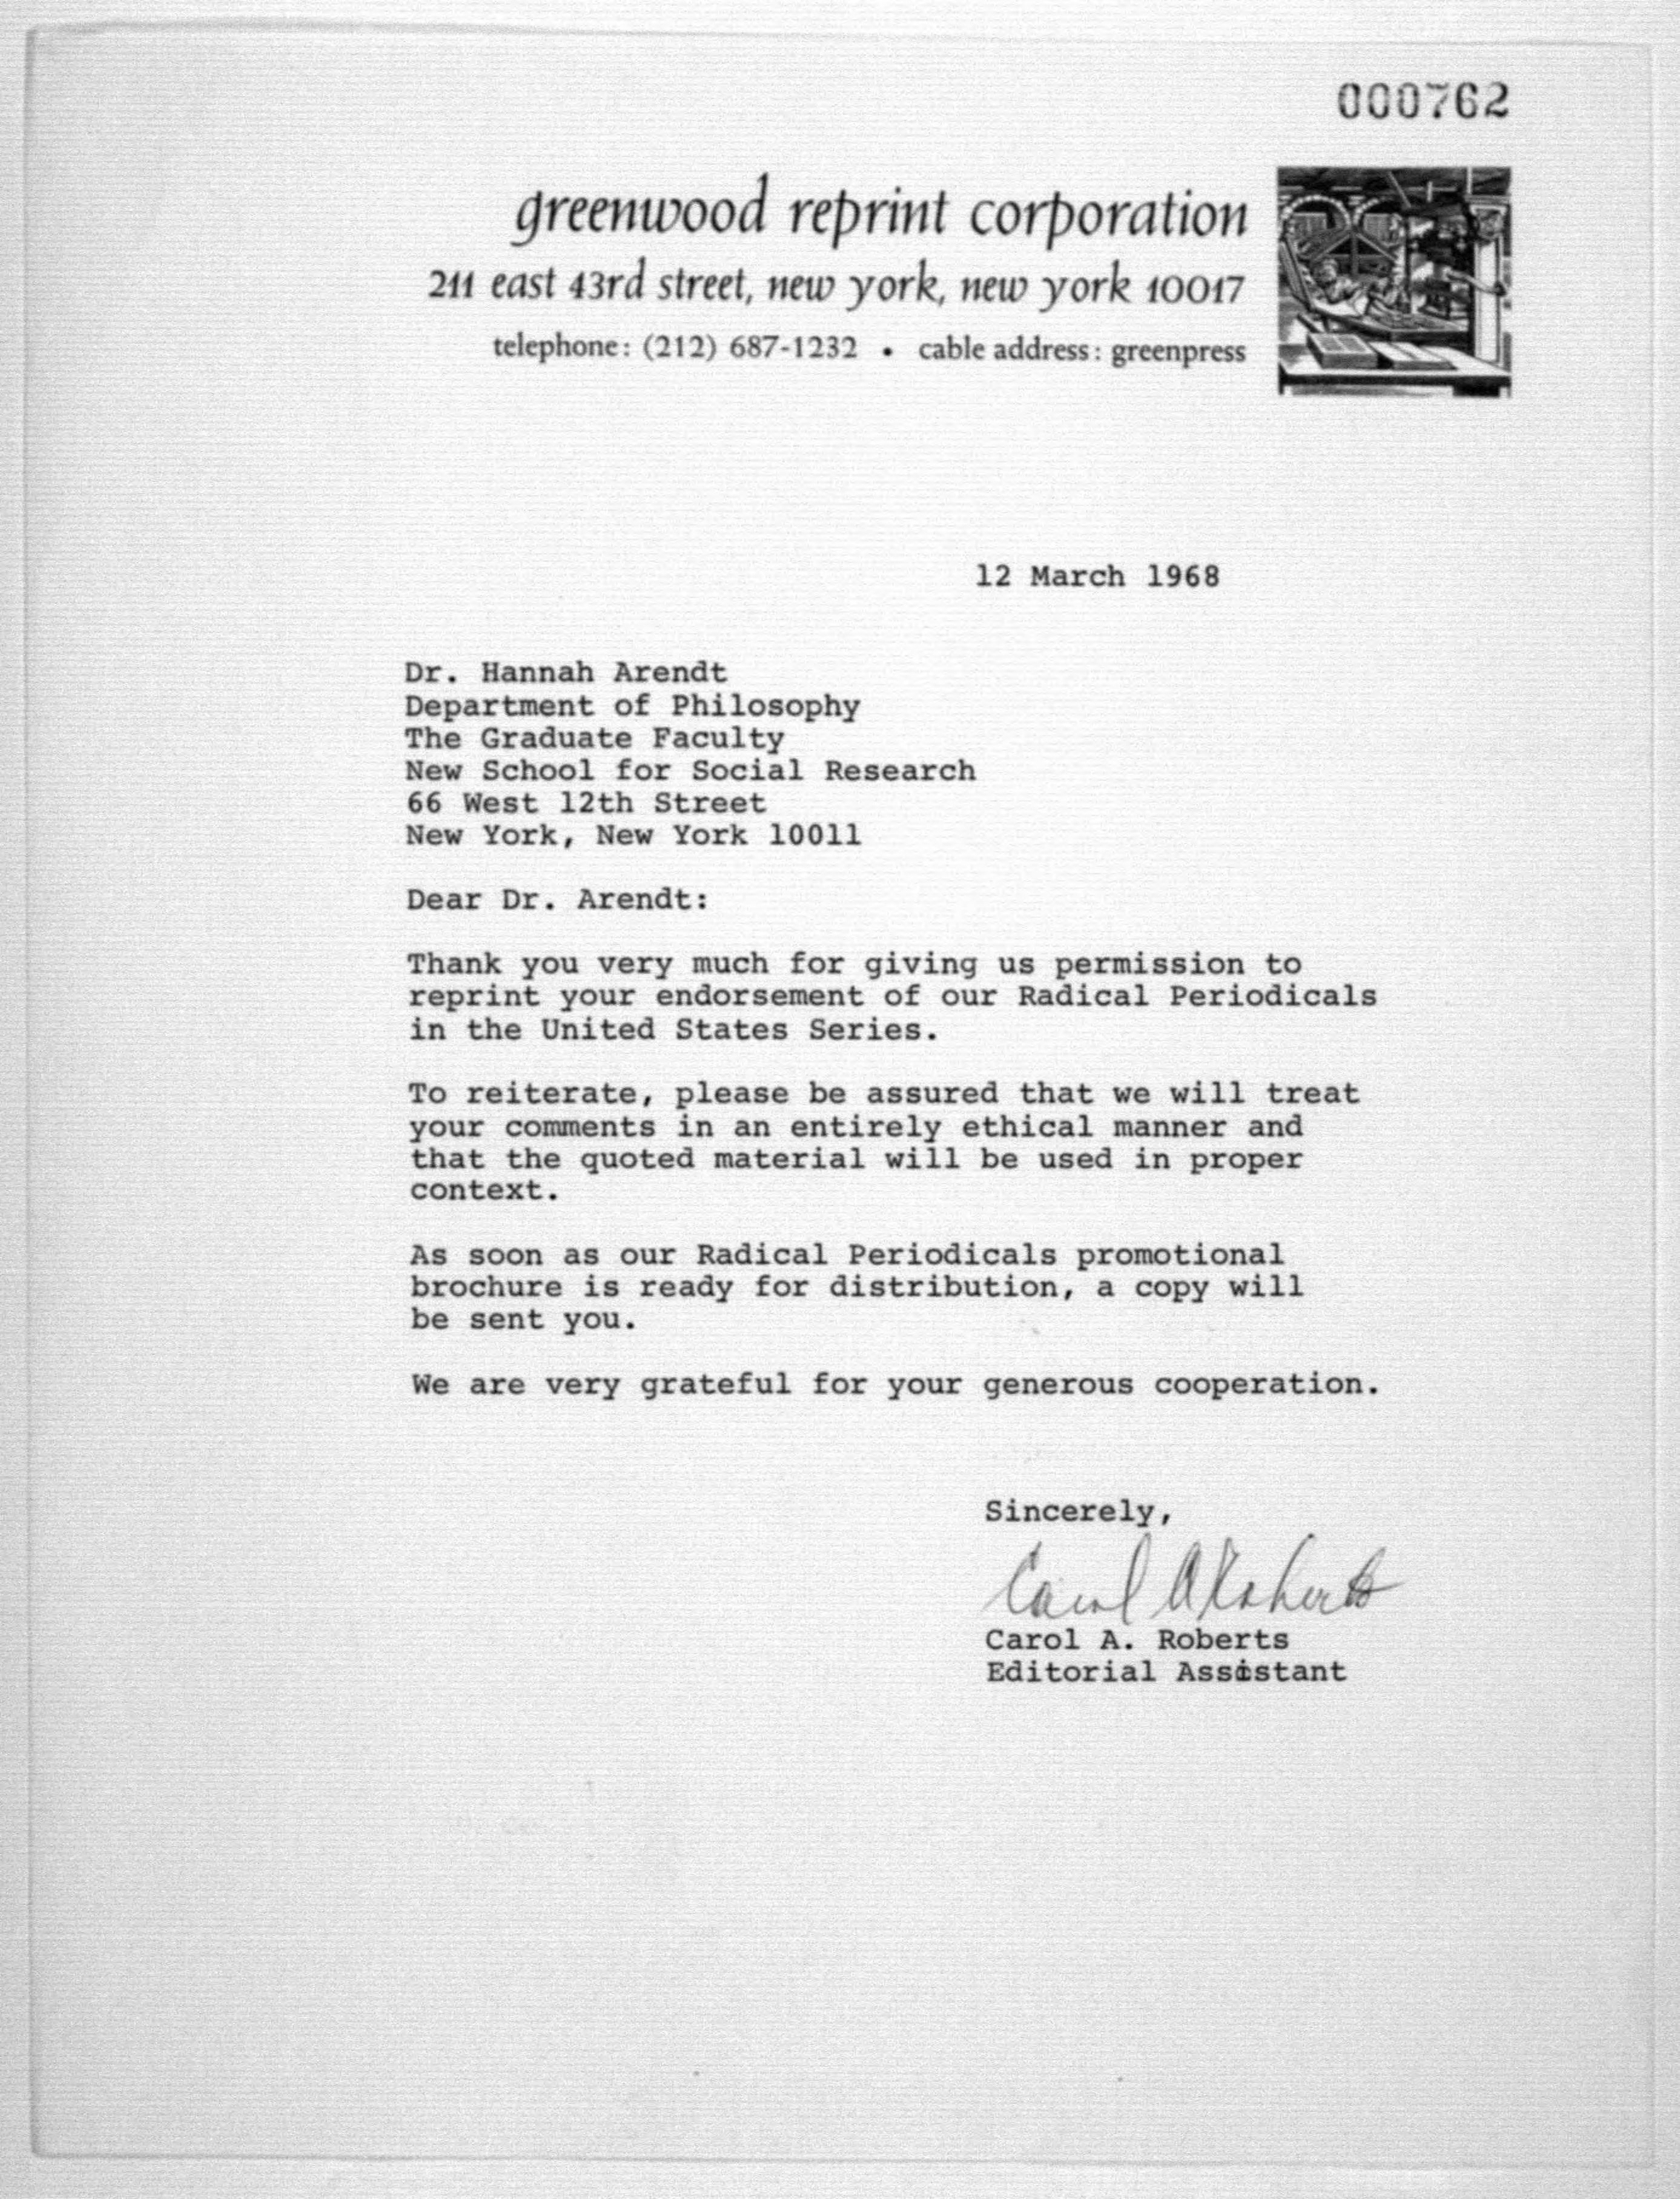 000762
greenwood reprint corporation
211 east 43rd street, new york, new york 10017
telephone: (212) 687-1232 • cable address: greenpress
12 March 1968
Dr. Hannah Arendt
Department of Philosophy
The Graduate Faculty
New School for Social Research
66 West 12th Street
New York, New York 10011
Dear Dr. Arendt:
Thank you very much for giving us permission to
reprint your endorsement of our Radical Periodicals
in the United States Series.
To reiterate, please be assured that we will treat
your comments in an entirely ethical manner and
that the quoted material will be used in proper
context.
As soon as our Radical Periodicals promotional
brochure is ready for distribution, a copy will
be sent you.
We are very grateful for your generous cooperation.
Sincerely,
Carol A Roberts
Carol A. Roberts
Editorial Assistant